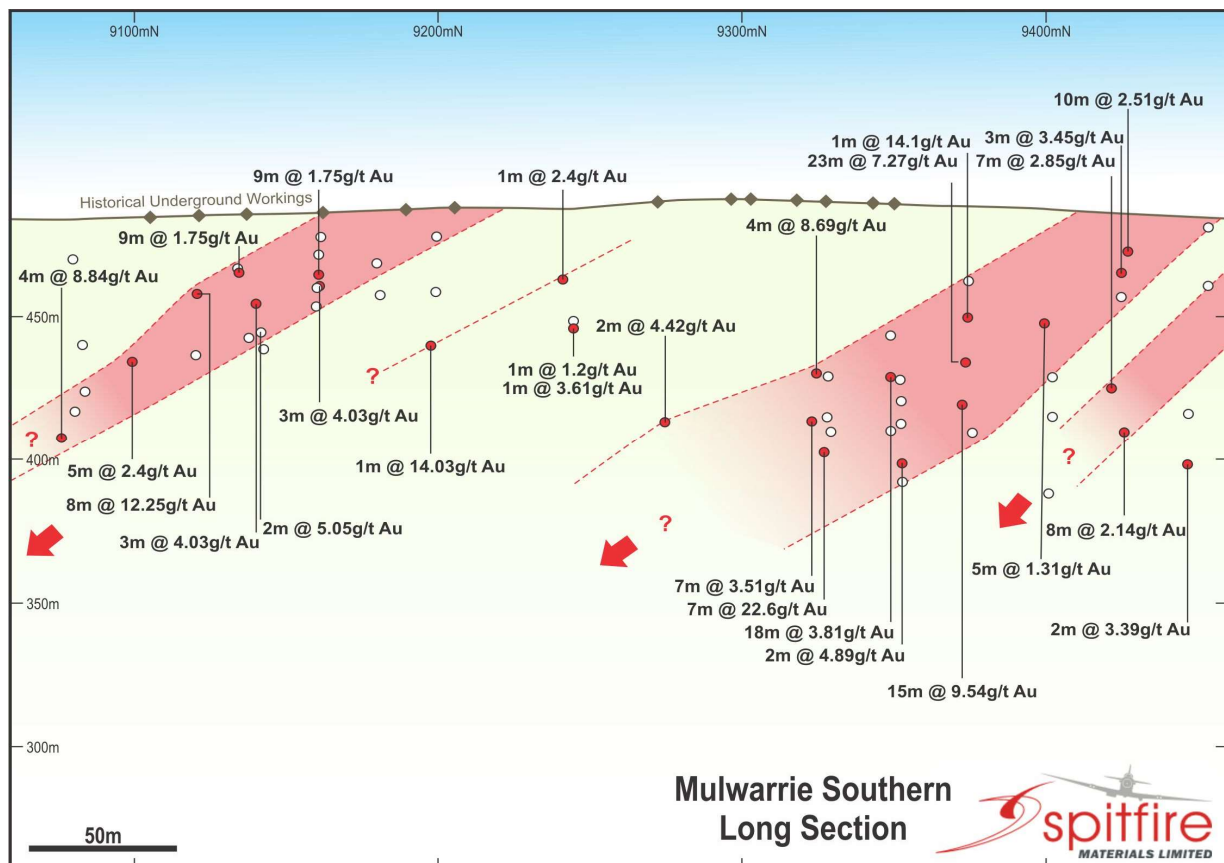 9100mN
9200mN
9300mN
9400mN
10m @ 2.51g/t Au
1m @ 14.1g/t Au
3m @ 3.45g/t Au
23m @ 7.27g/t Au
7m @ 2.85g/t Au
9m @ 1.75g/t Au
1m @ 2.4g/t Au
Historical Underground Workings
4m @ 8.69g/t Au
9m @ 1.75g/t Au
4m @ 8.84g/t Au
450m
2m @ 4.42g/t Au
1m @ 1.2g/t Au
?
1m @ 3.61g/t Au
3m @ 4.03g/t Au
?
?
400m
5m @ 2.4g/t Au
1m @ 14.03g/t Au
8m @ 12.25g/t Au
?
2m @ 5.05g/t Au
8m @ 2.14g/t Au
3m @ 4.03g/t Au
5m @ 1.31g/t Au
7m @ 3.51g/t Au
350m
7m @ 22.6g/t Au
18m @ 3.81g/t Au
2m @ 3.39g/t Au
2m @ 4.89g/t Au
15m @ 9.54g/t Au
300m
Mulwarrie Southern
Long Section
50m
spitfire
MATERIALS LIMITED